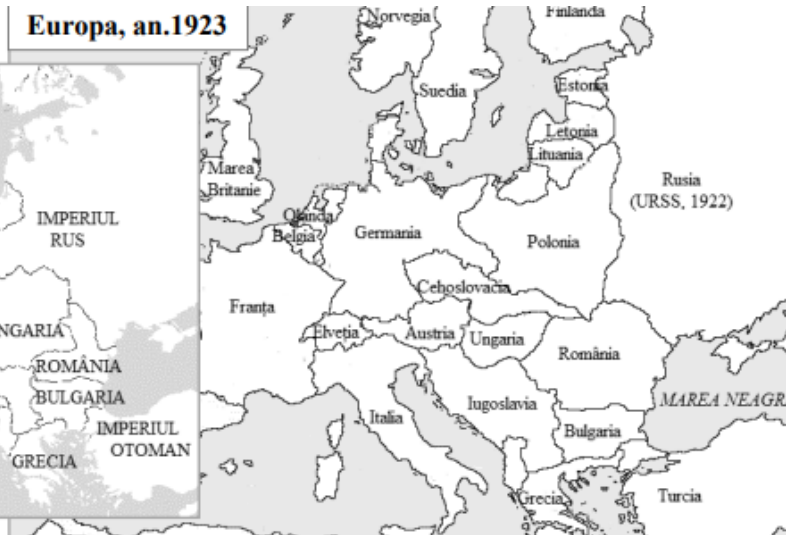 Europa, an.1923
Norvegia
Finlanda
Suedia
Estonia
Letonia
Lituania
Marea
Britanie
Rusia
(URSS, 1922)
Olanda
Belgia
Germania
Polonia
Cehoslovacia
Franța
Elveția
Austria
Ungaria
România
Iugoslavia
MAREA NEAGR
Italia
Bulgaria
Grecia
Turcia
IMPERIUL
RUS
NGARIA
ROMÂNIA
BULGARIA
IMPERIUL
OTOMAN
GRECIA